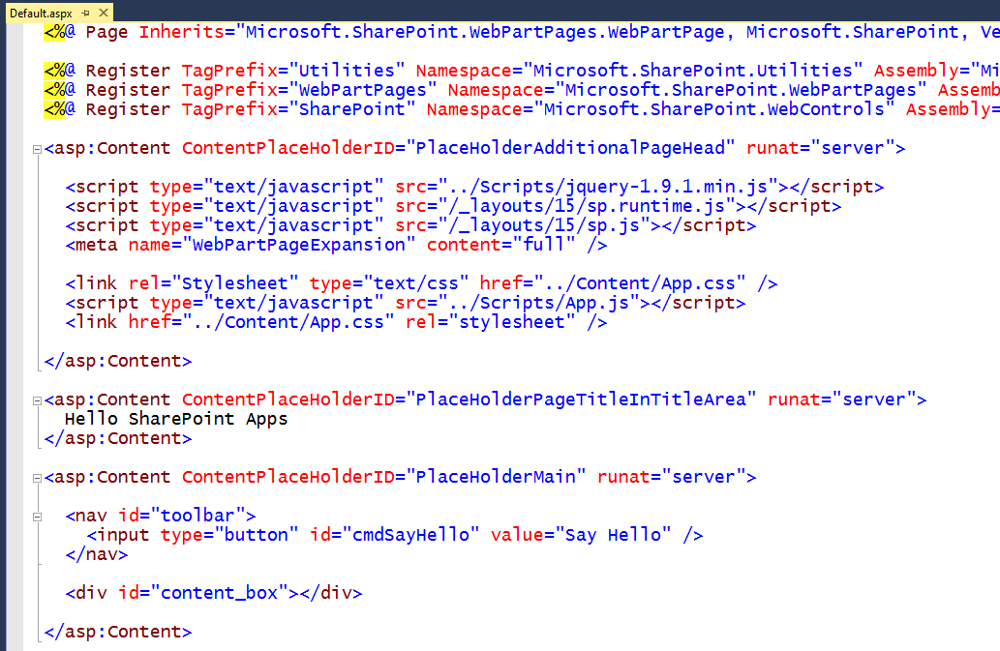 Default.aspx
<%@ Page Inherits="Microsoft.SharePoint.WebPartPages.WebPartPage, Microsoft.SharePoint, Ve
<%@ Register TagPrefix="Utilities" Namespace="Microsoft.SharePoint.Utilities" Assembly="Mi
<%@ Register TagPrefix="WebPartPages" Namespace="Microsoft.SharePoint.WebPartPages" Assemb
<%@ Register TagPrefix="SharePoint" Namespace="Microsoft.SharePoint.WebControls" Assembly=
<asp:Content ContentPlaceHolderID="PlaceHolderAdditionalPageHead" runat="server">
<script type="text/javascript" src="../Scripts/jquery-1.9.1.min.js"></script>
<script type="text/javascript" src="/_layouts/15/sp.runtime.js"></script>
<script type="text/javascript" src="/_layouts/15/sp.js"></script>
<meta name="WebPartPageExpansion" content="full" />
<link rel="Stylesheet" type="text/css" href="../Content/App.css" />
<script type="text/javascript" src="../Scripts/App.js"></script>
<link href="../Content/App.css" rel="stylesheet" />
</asp:Content>
<asp:Content ContentPlaceHolderID="PlaceHolderPageTitleInTitleArea" runat="server">
Hello SharePoint Apps
</asp:Content>
<asp:Content ContentPlaceHolderID="PlaceHolderMain" runat="server">
<nav id="toolbar">
<input type="button" id="cmdSayHello" value="Say Hello" />
</nav>
<div id="content_box"></div>
</asp:Content>